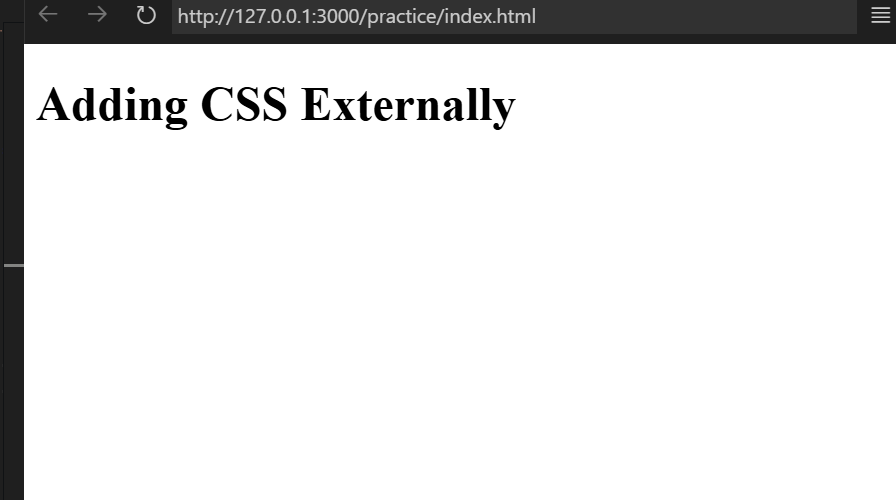 http://127.0.0.1:3000/practice/index.html
Adding CSS Externally